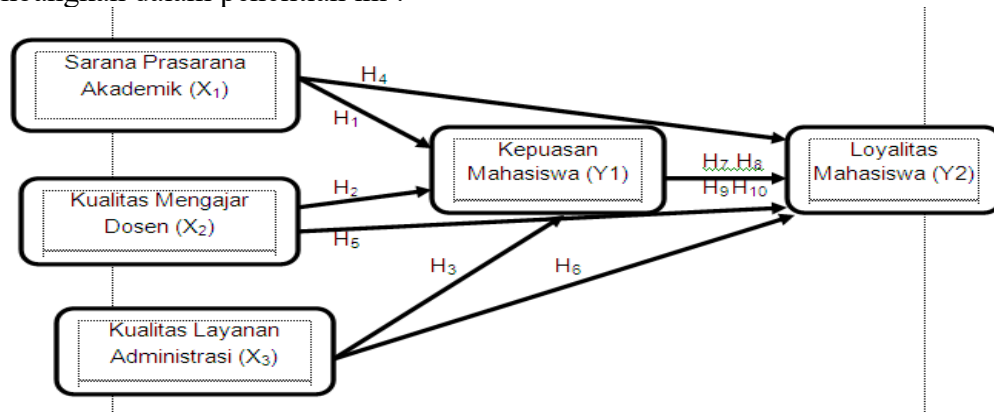 Sarana Prasarana
Akademik (X₁)
H₄
H₁
Kepuasan
Mahasiswa (Y1)
H₇ H₈
H₉ H₁₀
Loyalitas
Mahasiswa (Y2)
H₂
Kualitas Mengajar
Dosen (X₂)
H₅
H₃
H₆
Kualitas Layanan
Administrasi (X₃)